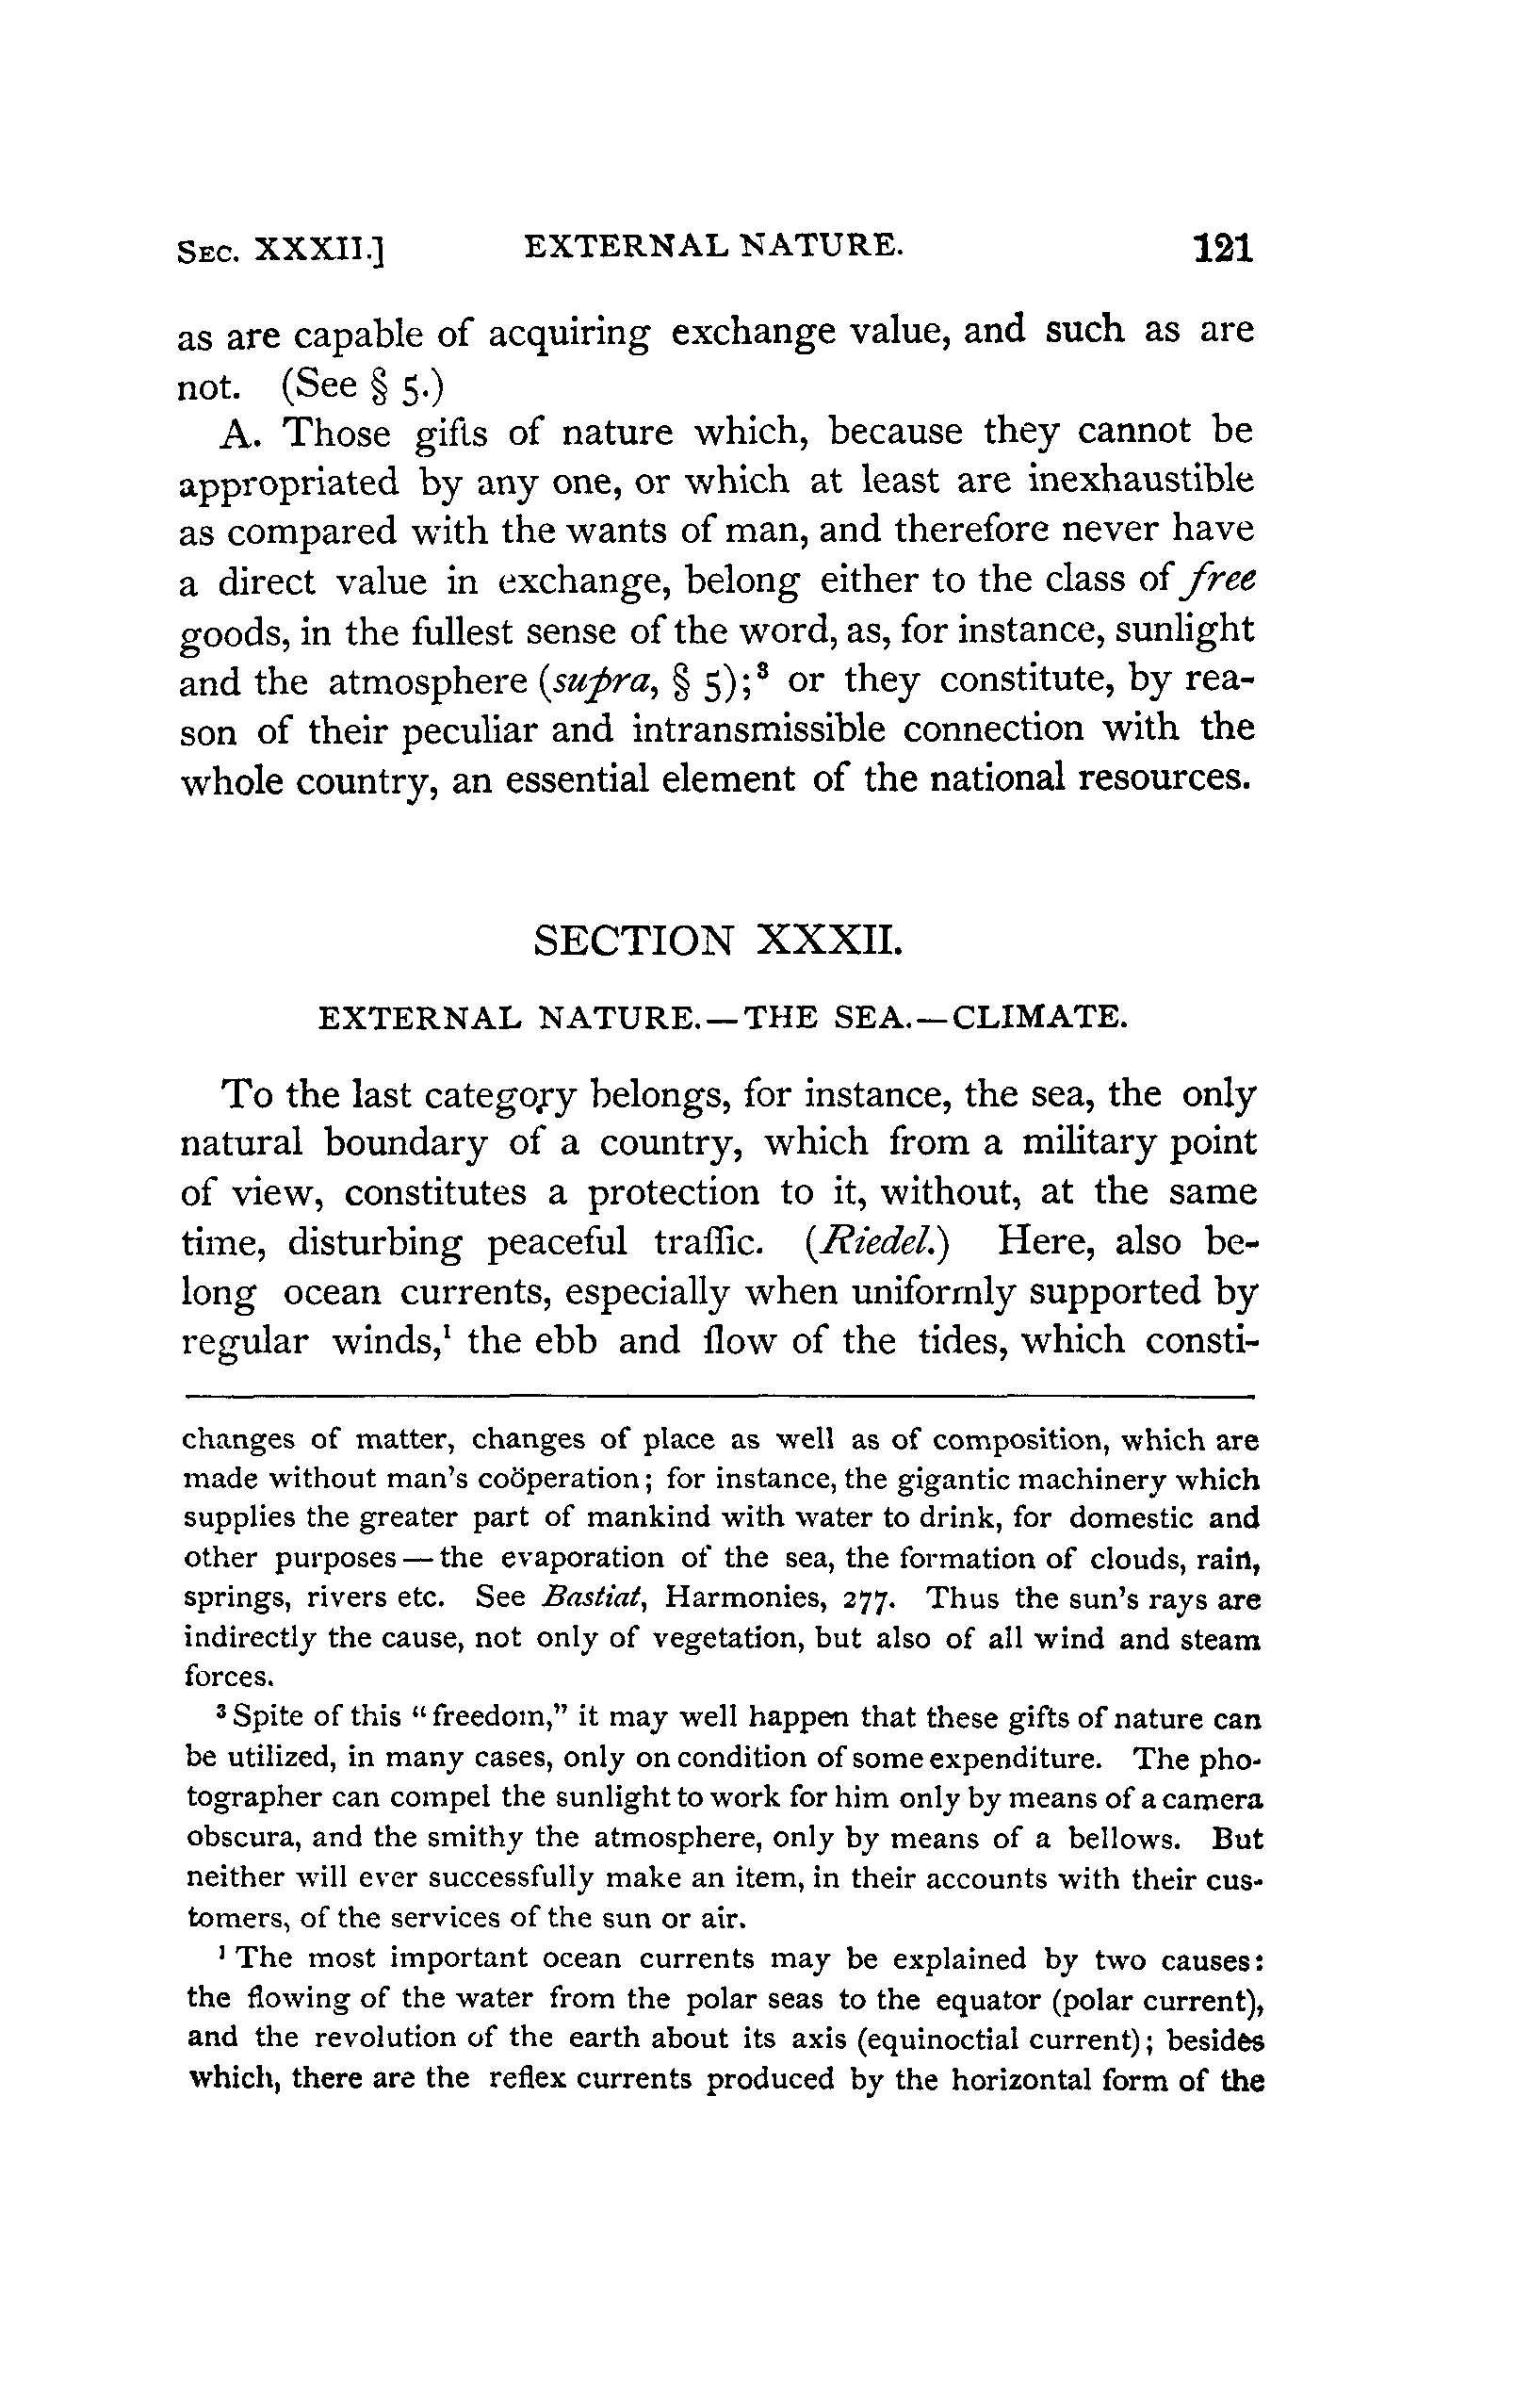 SEC. XXXII.] EXTERNAL NATURE. 121
as are capable of acquiring exchange value, and such as are
not. (See § 5.)
A. Those gifts of nature which, because they cannot be
appropriated by any one, or which at least are inexhaustible
as compared with the wants of man, and therefore never have
a direct value in exchange, belong either to the class of free
goods, in the fullest sense of the word, as, for instance, sunlight
and the atmosphere (supra, § 5);³ or they constitute, by rea-
son of their peculiar and intransmissible connection with the
whole country, an essential element of the national resources.
SECTION XXXII.
EXTERNAL NATURE.—THE SEA.—CLIMATE.
To the last category belongs, for instance, the sea, the only
natural boundary of a country, which from a military point
of view, constitutes a protection to it, without, at the same
time, disturbing peaceful traffic. (Riedel.) Here, also be-
long ocean currents, especially when uniformly supported by
regular winds,¹ the ebb and flow of the tides, which consti-
changes of matter, changes of place as well as of composition, which are
made without man's coöperation; for instance, the gigantic machinery which
supplies the greater part of mankind with water to drink, for domestic and
other purposes—the evaporation of the sea, the formation of clouds, rain,
springs, rivers etc. See Bastiat, Harmonies, 277. Thus the sun's rays are
indirectly the cause, not only of vegetation, but also of all wind and steam
forces.
³ Spite of this "freedom," it may well happen that these gifts of nature can
be utilized, in many cases, only on condition of some expenditure. The pho-
tographer can compel the sunlight to work for him only by means of a camera
obscura, and the smithy the atmosphere, only by means of a bellows. But
neither will ever successfully make an item, in their accounts with their cus-
tomers, of the services of the sun or air.
¹ The most important ocean currents may be explained by two causes:
the flowing of the water from the polar seas to the equator (polar current),
and the revolution of the earth about its axis (equinoctial current); besides
which, there are the reflex currents produced by the horizontal form of the